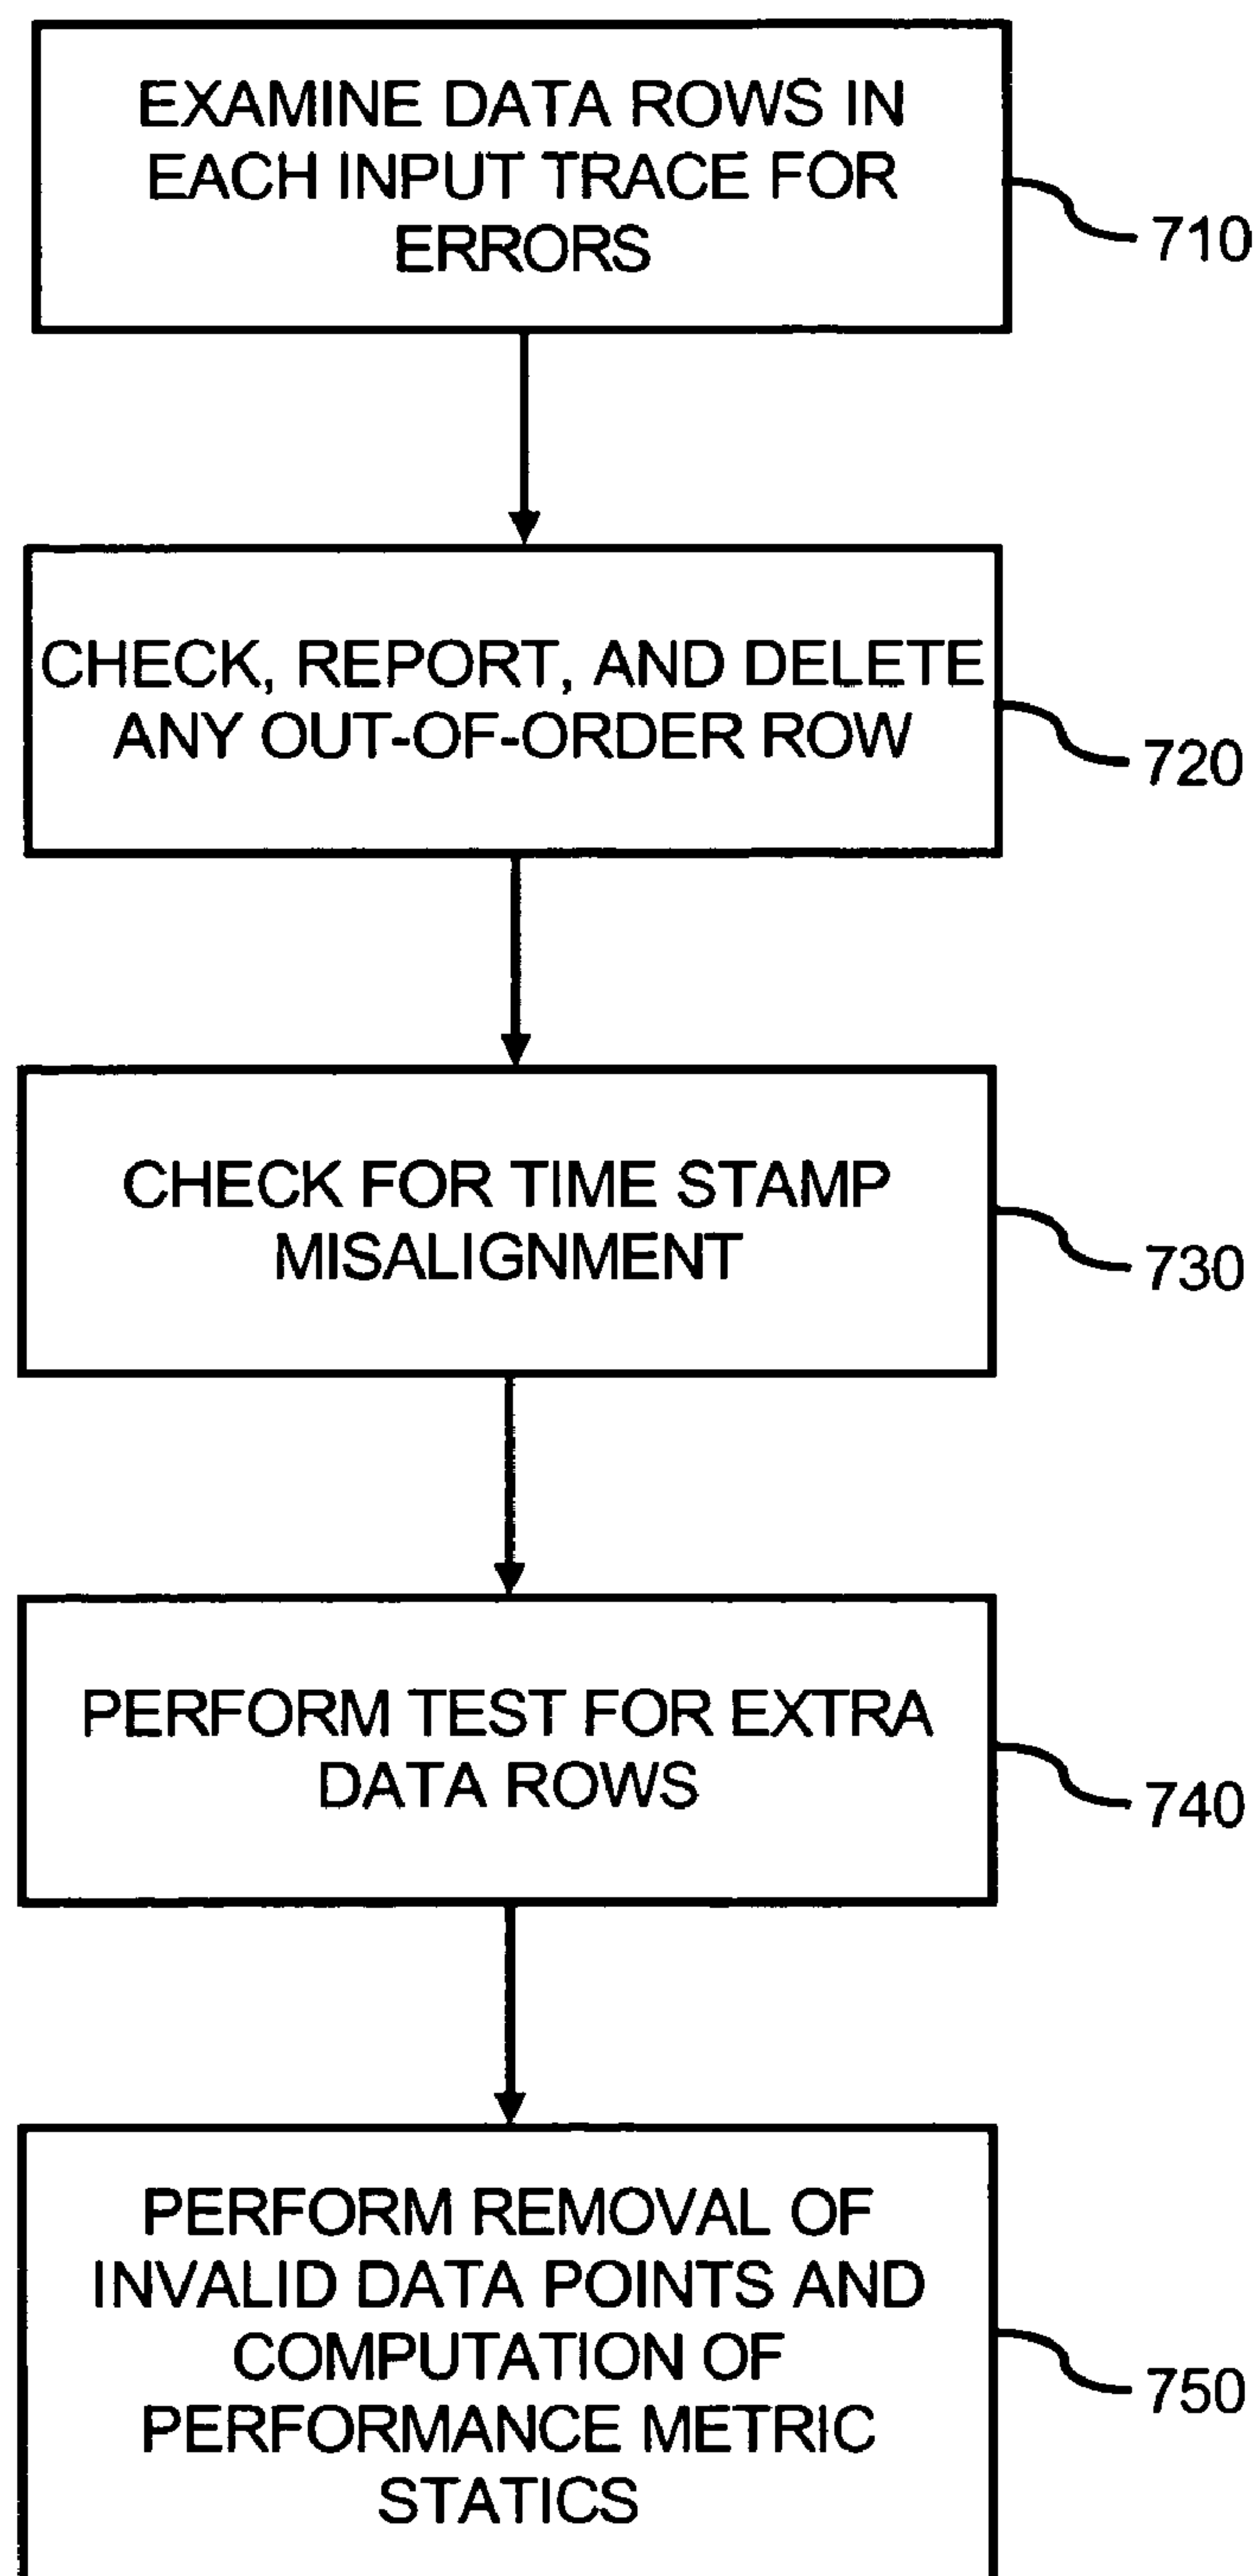 EXAMINE DATA ROWS IN
EACH INPUT TRACE FOR
ERRORS
710
CHECK, REPORT, AND DELETE
ANY OUT-OF-ORDER ROW
720
CHECK FOR TIME STAMP
MISALIGNMENT
730
PERFORM TEST FOR EXTRA
DATA ROWS
740
PERFORM REMOVAL OF
INVALID DATA POINTS AND
COMPUTATION OF
PERFORMANCE METRIC
STATICS
750